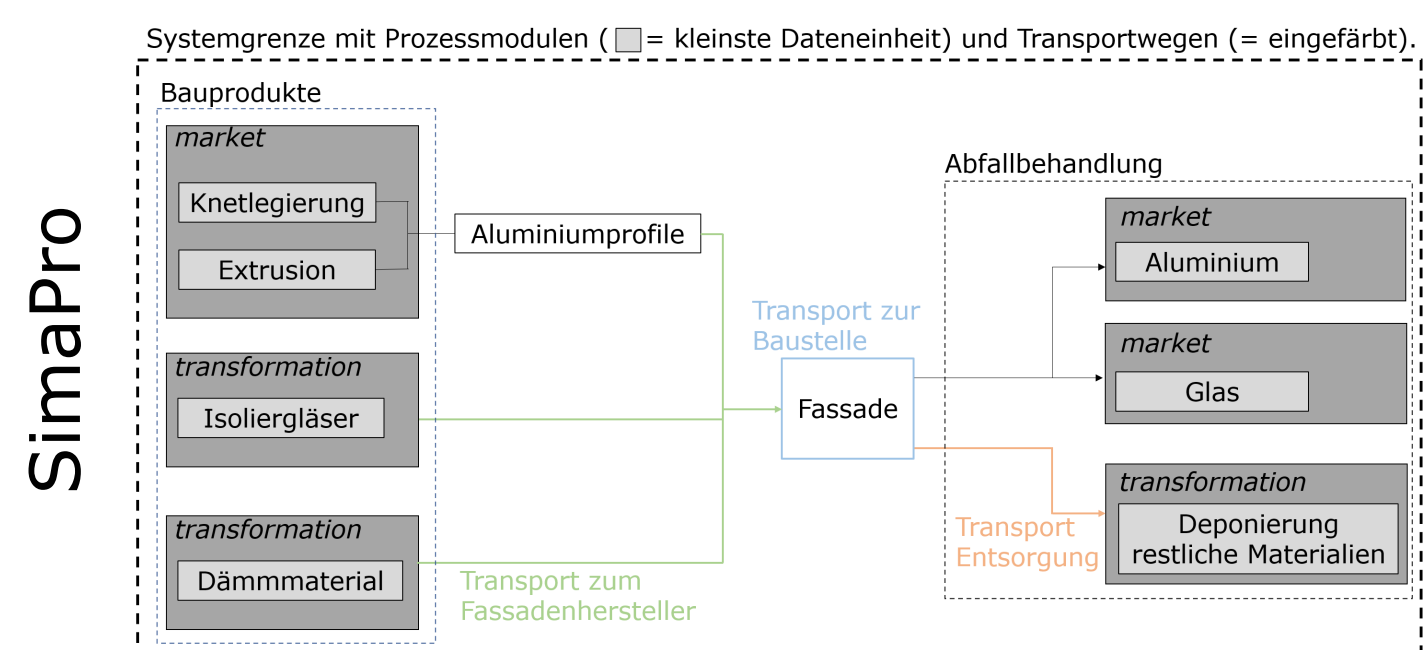 Systemgrenze mit Prozessmodulen ( = kleinste Dateneinheit) und Transportwegen (= eingefärbt).
SimaPro
Bauprodukte
market
Knetlegierung
Extrusion
Aluminiumprofile
transformation
Isoliergläser
transformation
Dämmmaterial
Transport zum
Fassadenhersteller
Transport zur
Baustelle
Fassade
Transport
Entsorgung
Abfallbehandlung
market
Aluminium
market
Glas
transformation
Deponierung
restliche Materialien